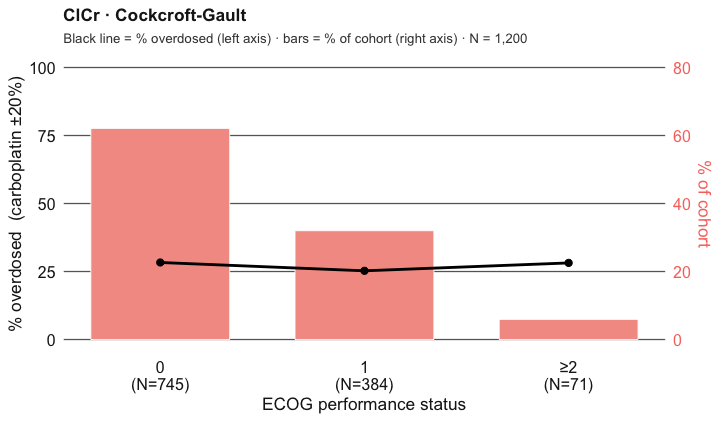 ClCr · Cockcroft-Gault
Black line = % overdosed (left axis) · bars = % of cohort (right axis) · N = 1,200
% overdosed  (carboplatin ±20%)
100
75
50
25
0
80
60
40
20
0
% of cohort
0
(N=745)
1
(N=384)
≥2
(N=71)
ECOG performance status